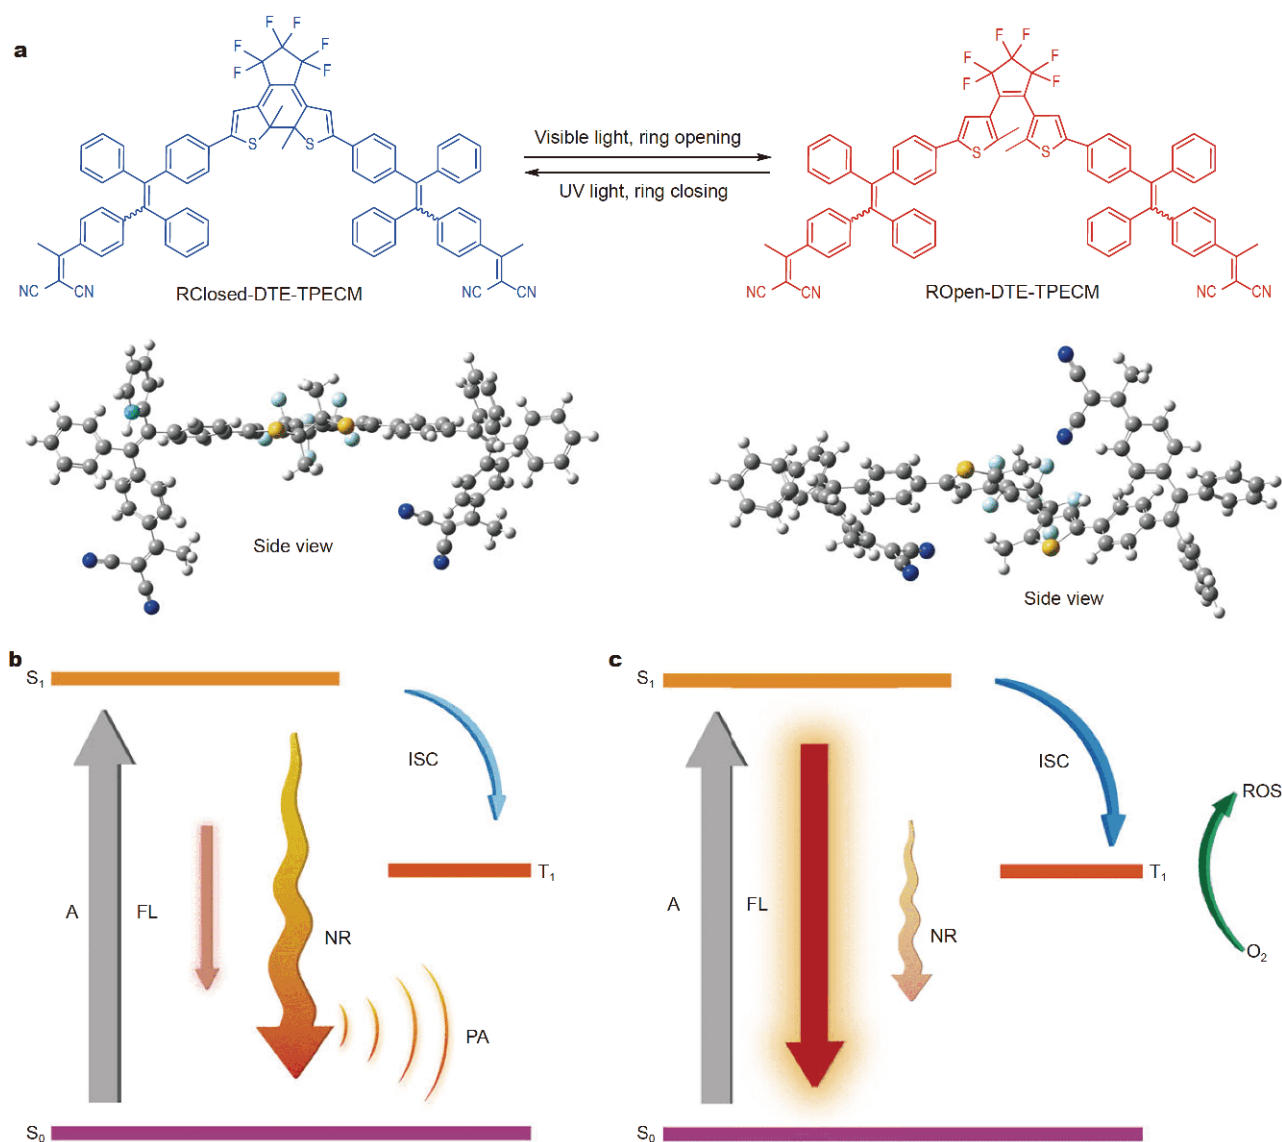 a
F F
F F
F F
S S
NC CN
NC CN
RClosed-DTE-TPECM
Visible light, ring opening
UV light, ring closing
F F
F F
F F
S S
NC CN
NC CN
ROpen-DTE-TPECM
Side view
Side view
b
S1
ISC
T1
A
FL
NR
PA
S0
c
S1
ISC
ROS
T1
A
FL
NR
O2
S0